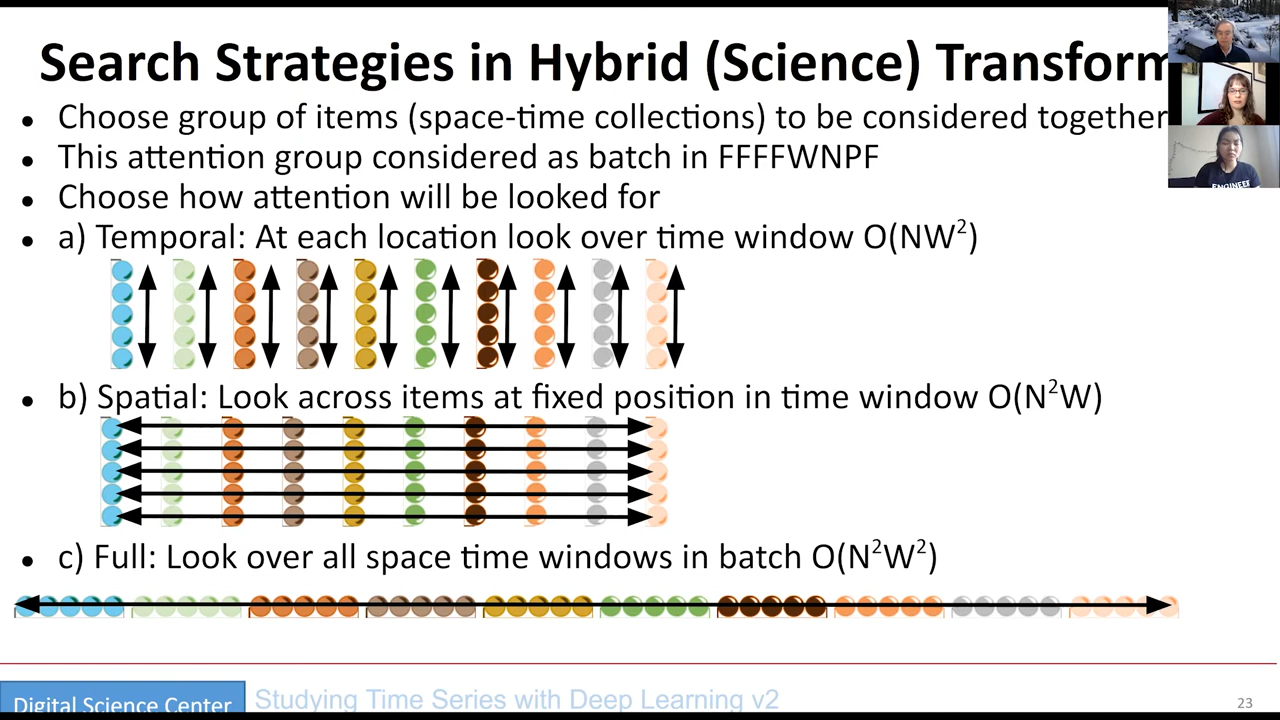 Search Strategies in Hybrid (Science) Transform
• Choose group of items (space-time collections) to be considered together
• This attention group considered as batch in FFFFWNPF
• Choose how attention will be looked for
• a) Temporal: At each location look over time window O(NW²)
• b) Spatial: Look across items at fixed position in time window O(N²W)
• c) Full: Look over all space time windows in batch O(N²W²)
Digital Science Center
Studying Time Series with Deep Learning v2
23
ENGINEER